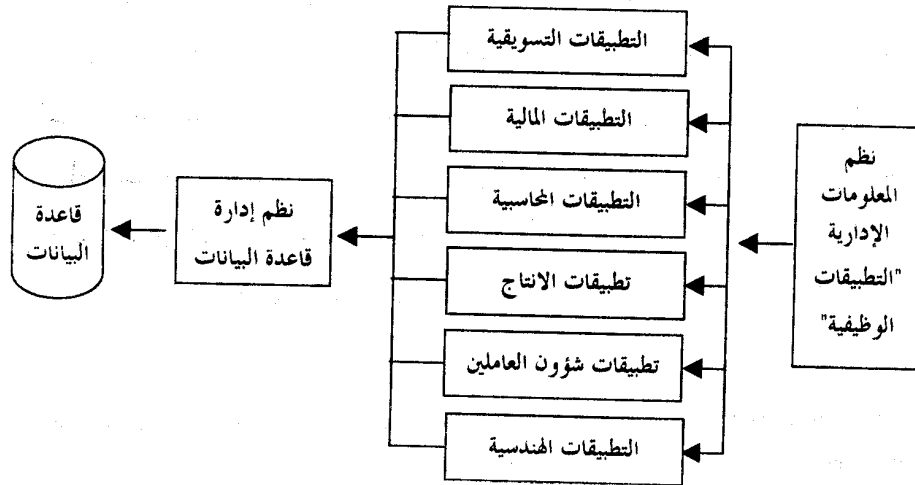 نظم
المعلومات
الإدارية
"التطبيقات
الوظيفية"
التطبيقات التسويقية
التطبيقات المالية
التطبيقات المحاسبية
تطبيقات الانتاج
تطبيقات شؤون العاملين
التطبيقات الهندسية
نظم إدارة
قاعدة البيانات
قاعدة
البيانات